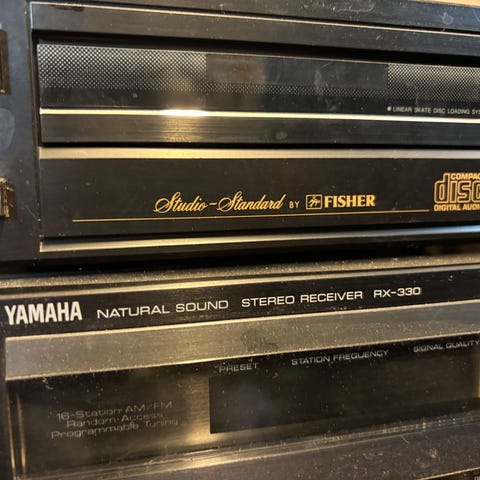 ■ LINEAR SKATE DISC LOADING SYS
Studio-Standard BY FISHER
COMPAC
disc
DIGITAL AUDIO
YAMAHA NATURAL SOUND STEREO RECEIVER RX-330
PRESET STATION FREQUENCY SIGNAL QUALITY
16-Station AM/FM
Random Access
Programmable Tuning